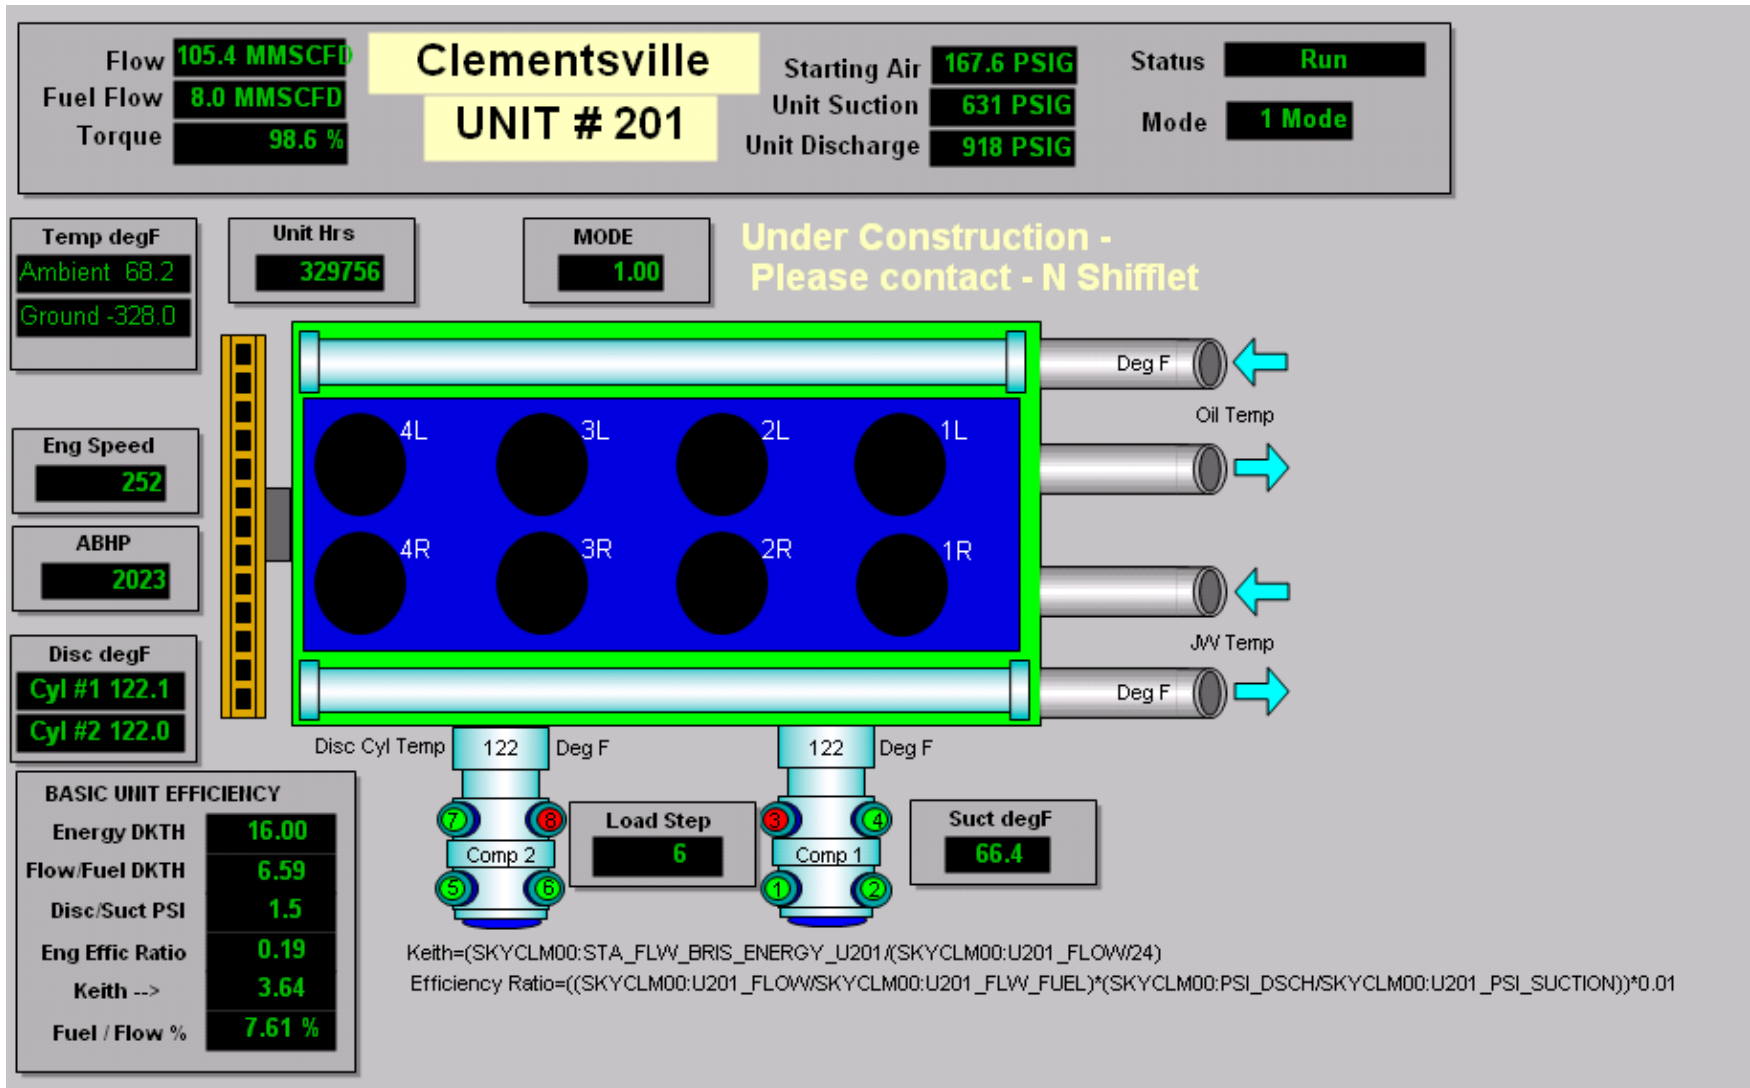 Flow 105.4 MMSCFD
Fuel Flow 8.0 MMSCFD
Torque 98.6 %
Clementsville
UNIT # 201
Starting Air 167.6 PSIG
Unit Suction 631 PSIG
Unit Discharge 918 PSIG
Status Run
Mode 1 Mode
Temp degF
Ambient 68.2
Ground -328.0
Unit Hrs
329756
MODE
1.00
Under Construction -
Please contact - N Shifflet
Eng Speed
252
ABHP
2023
Disc degF
Cyl #1 122.1
Cyl #2 122.0
4L 3L 2L 1L
4R 3R 2R 1R
Deg F
Oil Temp
JW Temp
Deg F
Disc Cyl Temp 122 Deg F
122 Deg F
7 8
Comp 2
5 6
Load Step
6
3 4
Comp 1
1 2
Suct degF
66.4
BASIC UNIT EFFICIENCY
Energy DKTH 16.00
Flow/Fuel DKTH 6.59
Disc/Suct PSI 1.5
Eng Effic Ratio 0.19
Keith --> 3.64
Fuel / Flow % 7.61 %
Keith=(SKYCLM00:STA_FLW_BRIS_ENERGY_U201/(SKYCLM00:U201_FLOW/24)
Efficiency Ratio=((SKYCLM00:U201_FLOW/SKYCLM00:U201_FLW_FUEL)*(SKYCLM00:PSI_DSCH/SKYCLM00:U201_PSI_SUCTION))*0.01